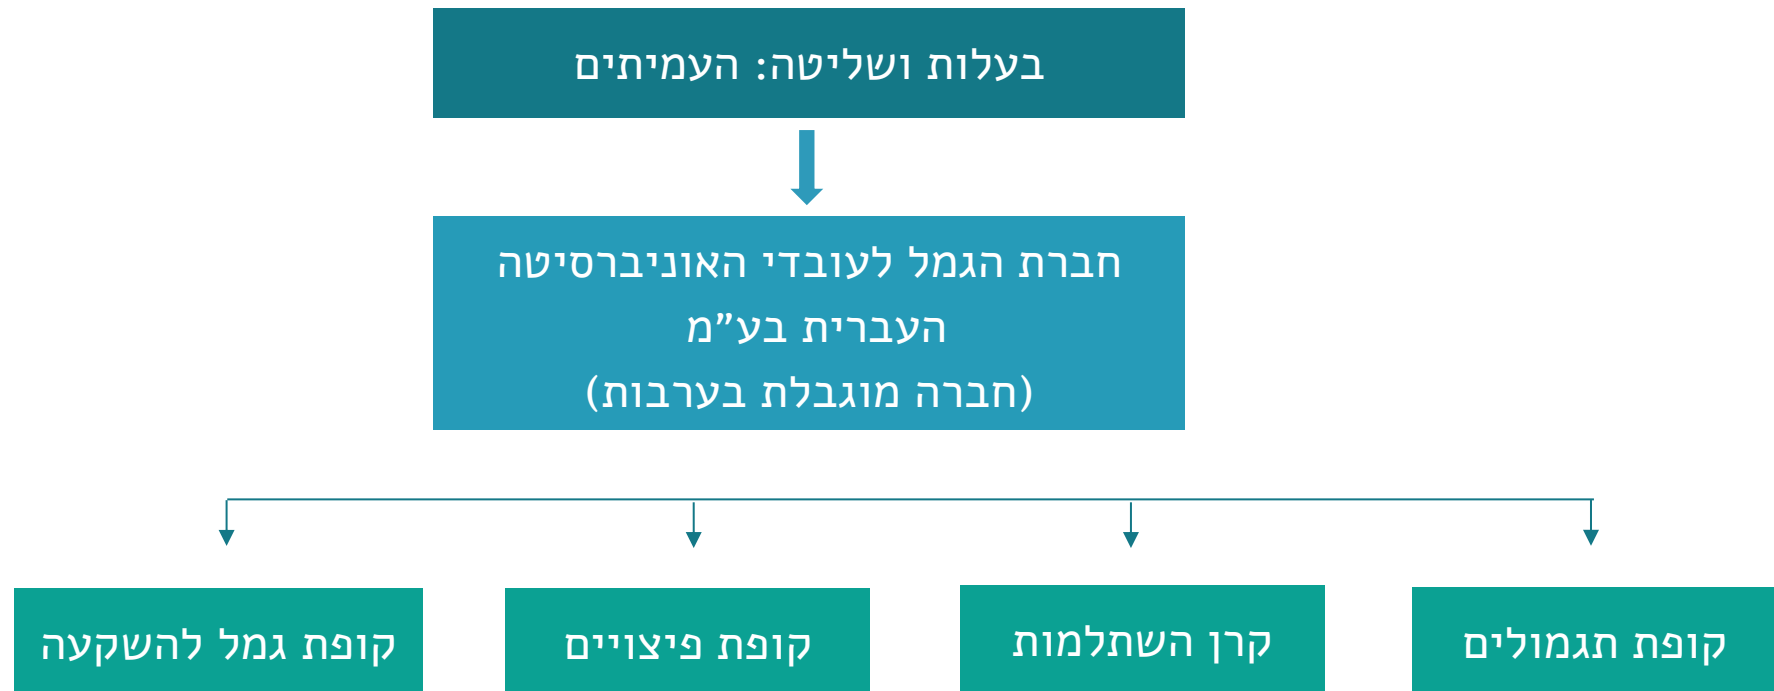 בעלות ושליטה: העמיתים
חברת הגמל לעובדי האוניברסיטה
העברית בע”מ
(חברה מוגבלת בערבות)
קופת תגמולים
קרן השתלמות
קופת פיצויים
קופת גמל להשקעה